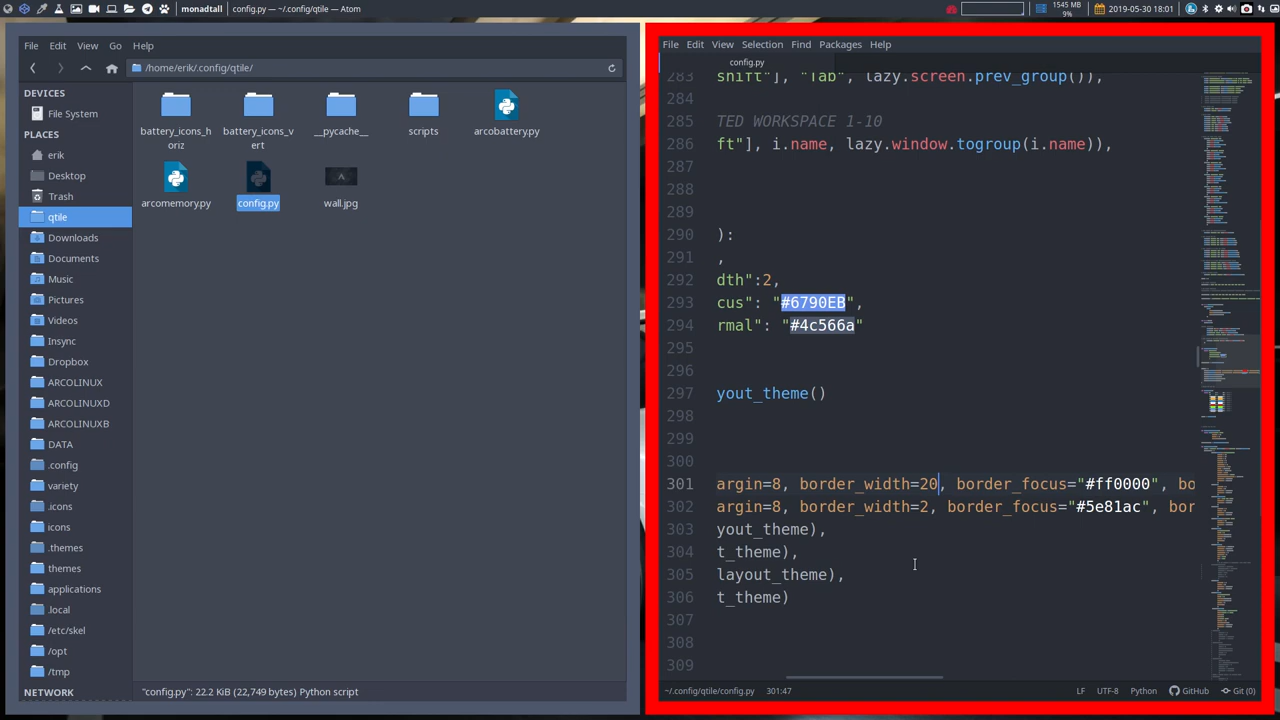 monadtall config.py — ~/.config/qtile — Atom
1545 MB
9%
2019-05-30 18:01
File Edit View Go Help
/home/erik/.config/qtile/
DEVICES
File System
PLACES
erik
Desktop
Trash
qtile
Downloads
Documents
Music
Pictures
Videos
Insync
Dropbox
ARCOLINUX
ARCOLINUXD
ARCOLINUXB
DATA
.config
variety
.icons
icons
.themes
themes
applications
.local
/etc/skel
/opt
/tmp
NETWORK
battery_icons_h
oriz
battery_icons_v
ert
__pycache__
scripts
arcobattery.py
arcomemory.py
config.py
wall.jpg
"config.py": 22.2 KiB (22,749 bytes) Python script
File Edit View Selection Find Packages Help
config.py
283 shift"], "Tab", lazy.screen.prev_group()),
284
285 TED WORKSPACE 1-10
286 ft"], i.name, lazy.window.togroup(i.name)),
287
288
289
290 ):
291 ,
292 dth":2,
293 cus": "#6790EB",
294 rmal": "#4c566a"
295
296
297 yout_theme()
298
299
300
301 argin=8, border_width=20, border_focus="#ff0000", bo
302 argin=8, border_width=2, border_focus="#5e81ac", bor
303 yout_theme),
304 t_theme),
305 layout_theme),
306 t_theme)
307
308
309
~/.config/qtile/config.py 301:47 LF UTF-8 Python GitHub Git (0)